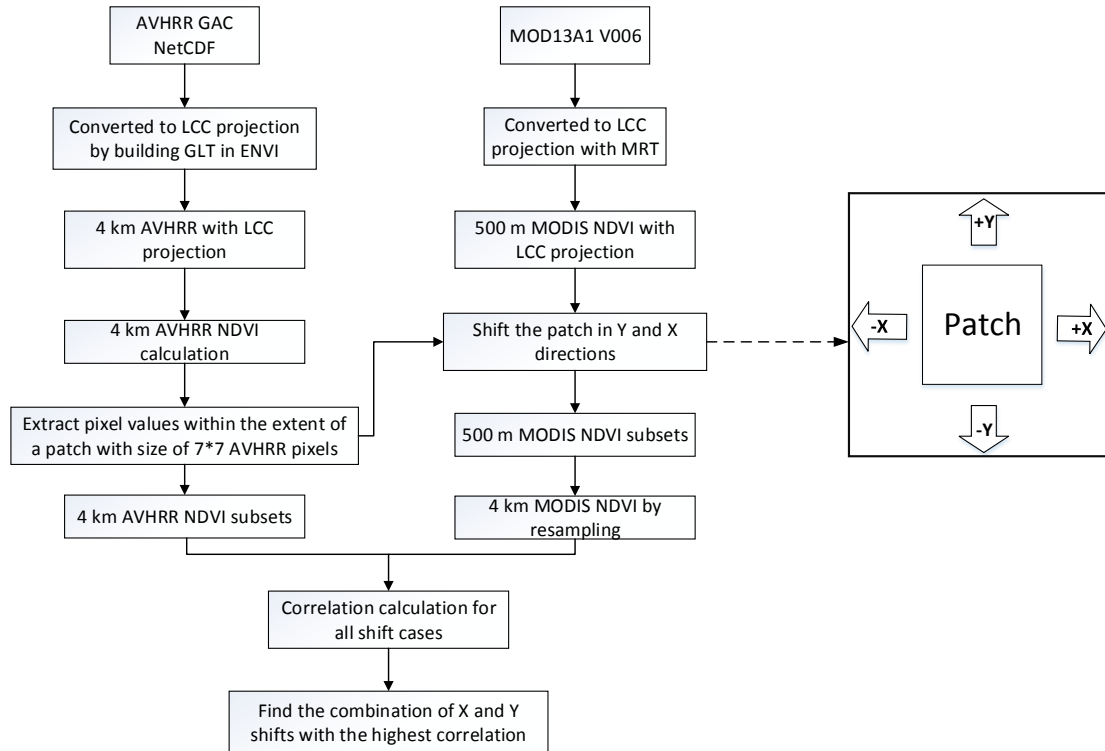 AVHRR GAC
NetCDF
Converted to LCC projection
by building GLT in ENVI
4 km AVHRR with LCC
projection
4 km AVHRR NDVI
calculation
Extract pixel values within the extent of
a patch with size of 7*7 AVHRR pixels
4 km AVHRR NDVI subsets
MOD13A1 V006
Converted to LCC
projection with MRT
500 m MODIS NDVI with
LCC projection
Shift the patch in Y and X
directions
500 m MODIS NDVI subsets
4 km MODIS NDVI by
resampling
Correlation calculation for
all shift cases
Find the combination of X and Y
shifts with the highest correlation
+Y
-X
Patch
+X
-Y